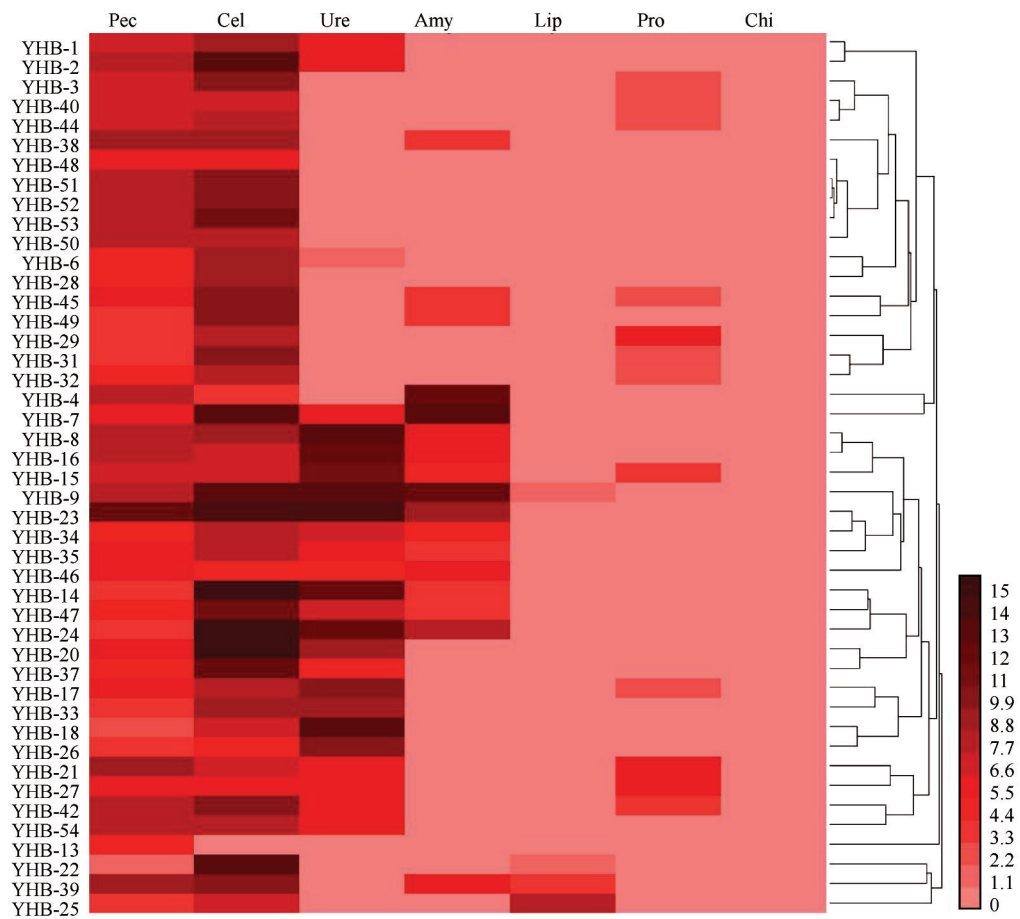 Pec Cel Ure Amy Lip Pro Chi
YHB-1
YHB-2
YHB-3
YHB-40
YHB-44
YHB-38
YHB-48
YHB-51
YHB-52
YHB-53
YHB-50
YHB-6
YHB-28
YHB-45
YHB-49
YHB-29
YHB-31
YHB-32
YHB-4
YHB-7
YHB-8
YHB-16
YHB-15
YHB-9
YHB-23
YHB-34
YHB-35
YHB-46
YHB-14
YHB-47
YHB-24
YHB-20
YHB-37
YHB-17
YHB-33
YHB-18
YHB-26
YHB-21
YHB-27
YHB-42
YHB-54
YHB-13
YHB-22
YHB-39
YHB-25
15
14
13
12
11
9.9
8.8
7.7
6.6
5.5
4.4
3.3
2.2
1.1
0